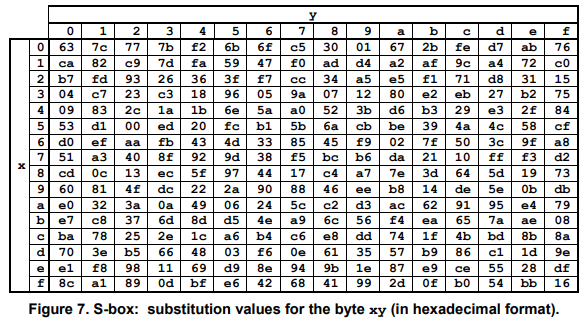 y
0 1 2 3 4 5 6 7 8 9 a b c d e f
0 63 7c 77 7b f2 6b 6f c5 30 01 67 2b fe d7 ab 76
1 ca 82 c9 7d fa 59 47 f0 ad d4 a2 af 9c a4 72 c0
2 b7 fd 93 26 36 3f f7 cc 34 a5 e5 f1 71 d8 31 15
3 04 c7 23 c3 18 96 05 9a 07 12 80 e2 eb 27 b2 75
4 09 83 2c 1a 1b 6e 5a a0 52 3b d6 b3 29 e3 2f 84
5 53 d1 00 ed 20 fc b1 5b 6a cb be 39 4a 4c 58 cf
6 d0 ef aa fb 43 4d 33 85 45 f9 02 7f 50 3c 9f a8
x 7 51 a3 40 8f 92 9d 38 f5 bc b6 da 21 10 ff f3 d2
8 cd 0c 13 ec 5f 97 44 17 c4 a7 7e 3d 64 5d 19 73
9 60 81 4f dc 22 2a 90 88 46 ee b8 14 de 5e 0b db
a e0 32 3a 0a 49 06 24 5c c2 d3 ac 62 91 95 e4 79
b e7 c8 37 6d 8d d5 4e a9 6c 56 f4 ea 65 7a ae 08
c ba 78 25 2e 1c a6 b4 c6 e8 dd 74 1f 4b bd 8b 8a
d 70 3e b5 66 48 03 f6 0e 61 35 57 b9 86 c1 1d 9e
e e1 f8 98 11 69 d9 8e 94 9b 1e 87 e9 ce 55 28 df
f 8c a1 89 0d bf e6 42 68 41 99 2d 0f b0 54 bb 16
Figure 7. S-box: substitution values for the byte xy (in hexadecimal format).